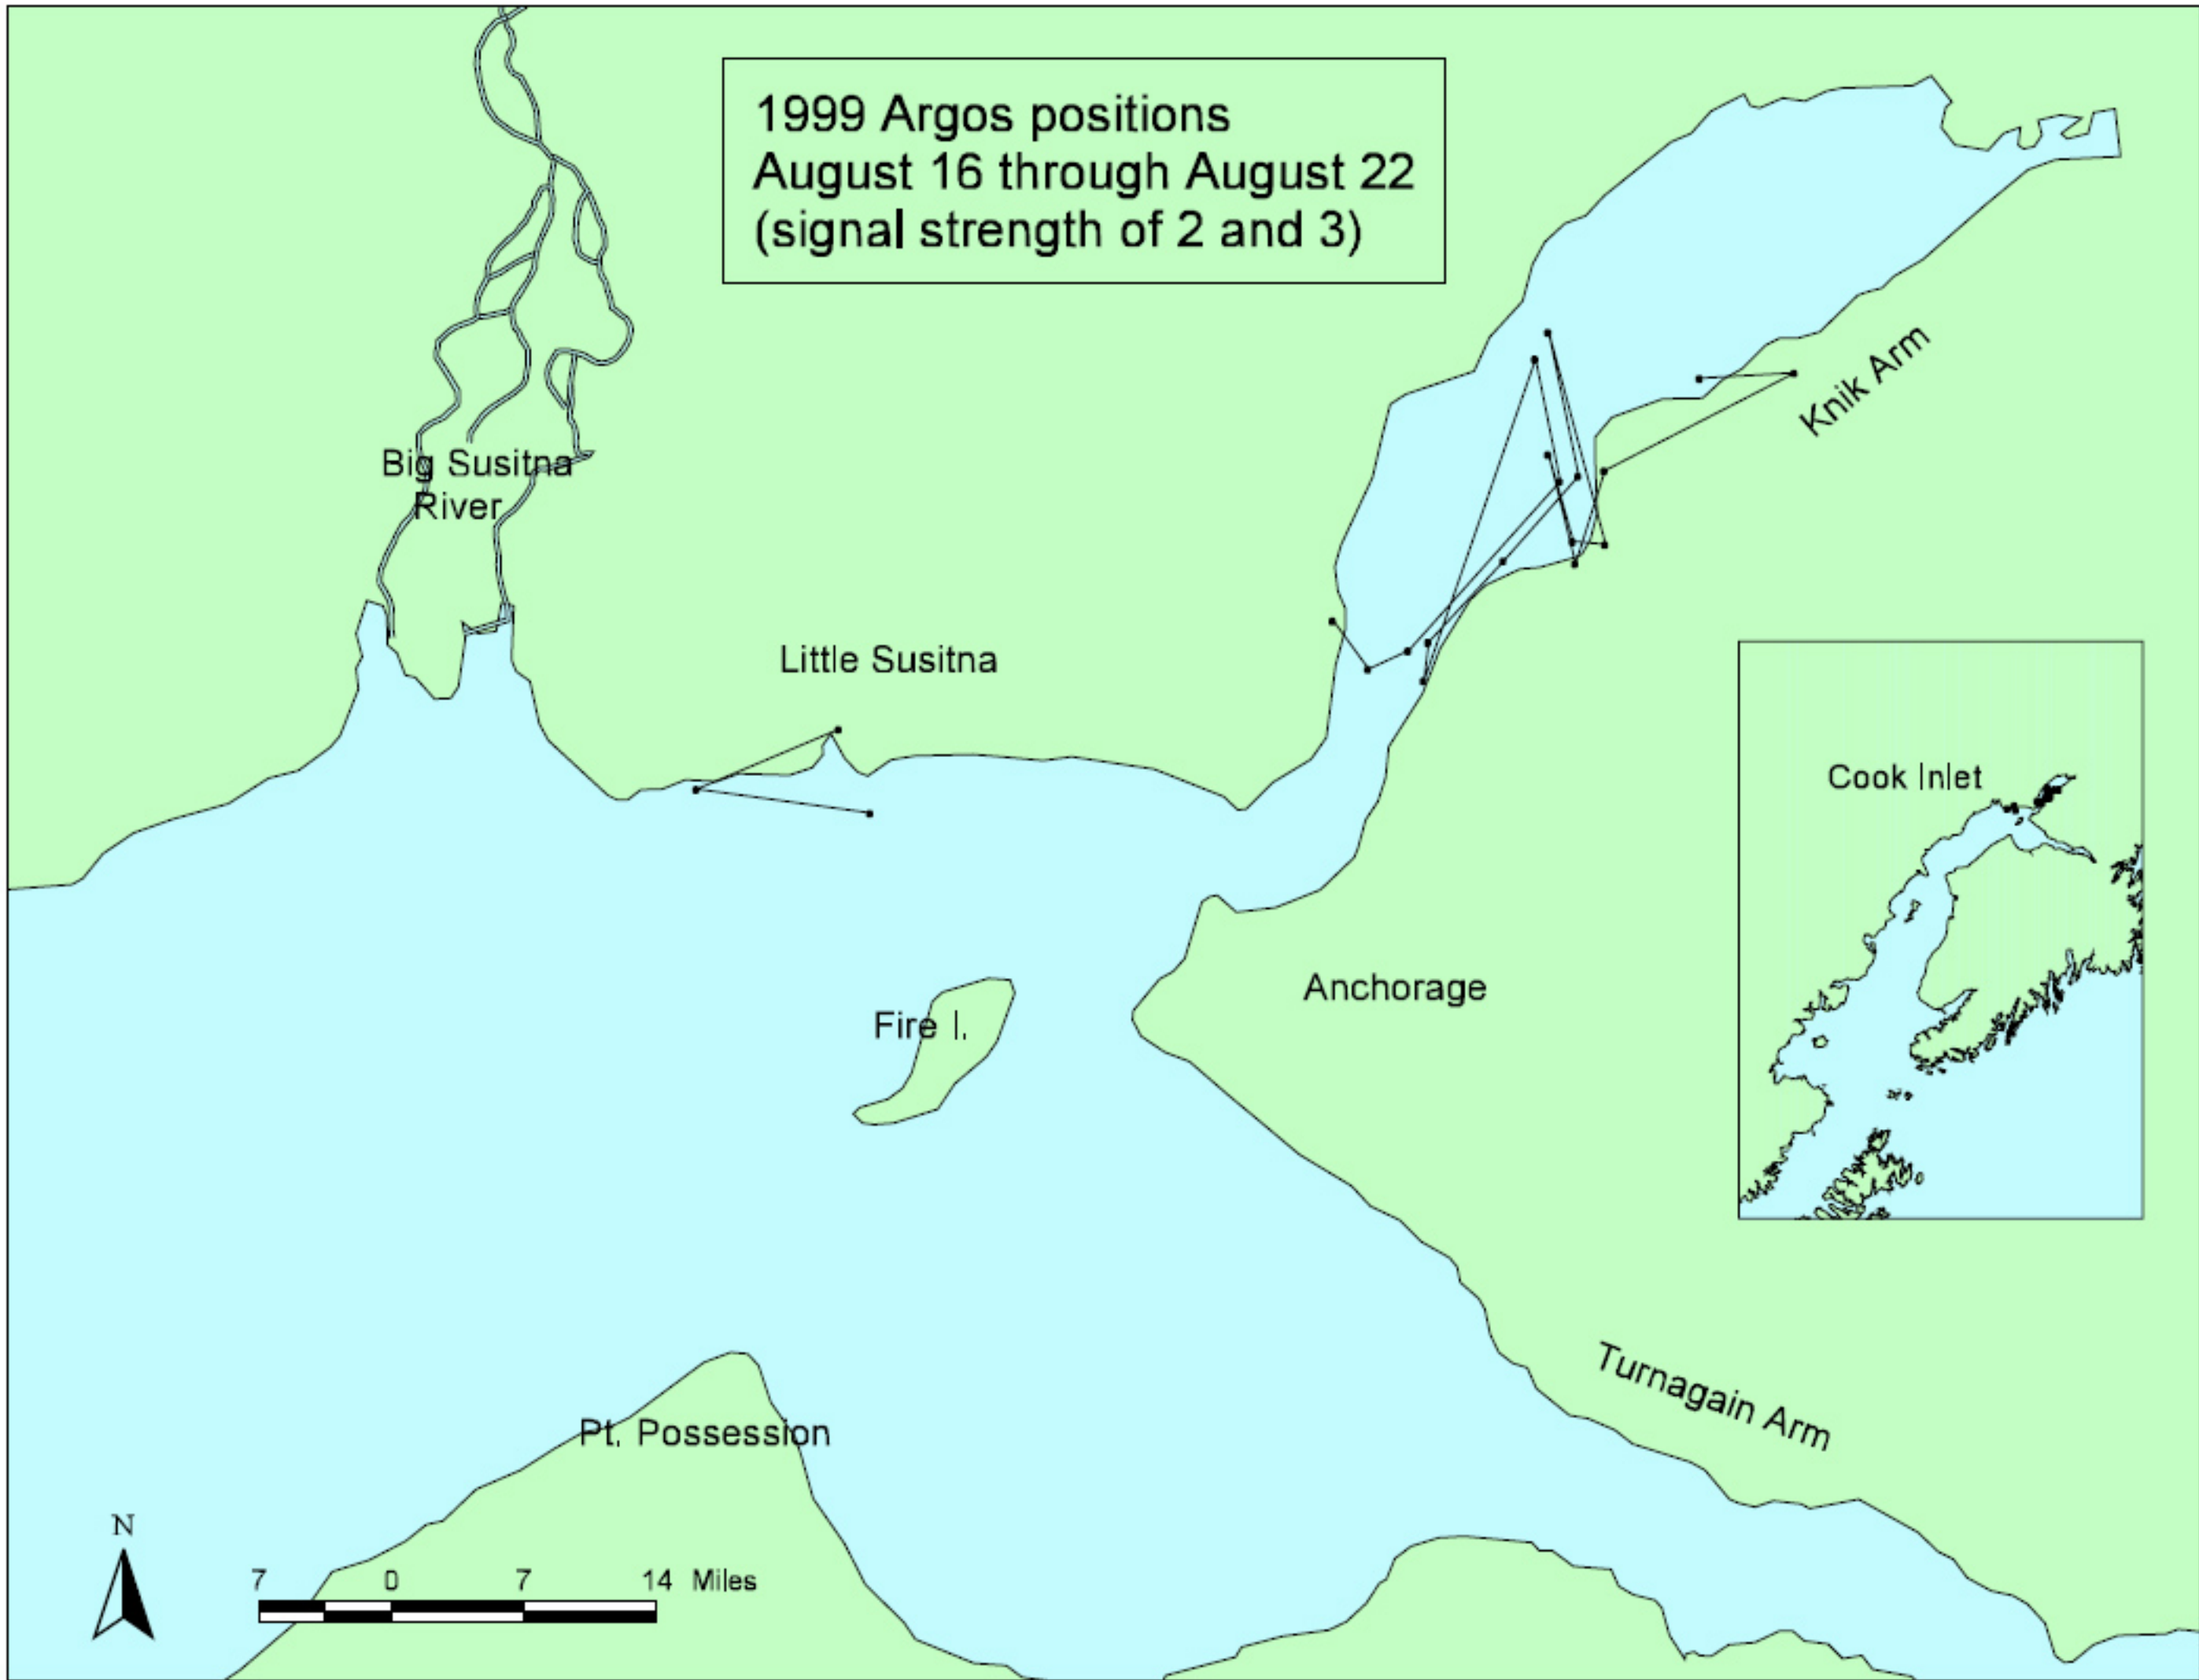 1999 Argos positions
August 16 through August 22
(signal strength of 2 and 3)
Knik Arm
Big Susitna
River
Little Susitna
Cook Inlet
Anchorage
Fire I.
Turnagain Arm
Pt. Possession
N
7 0 7 14 Miles